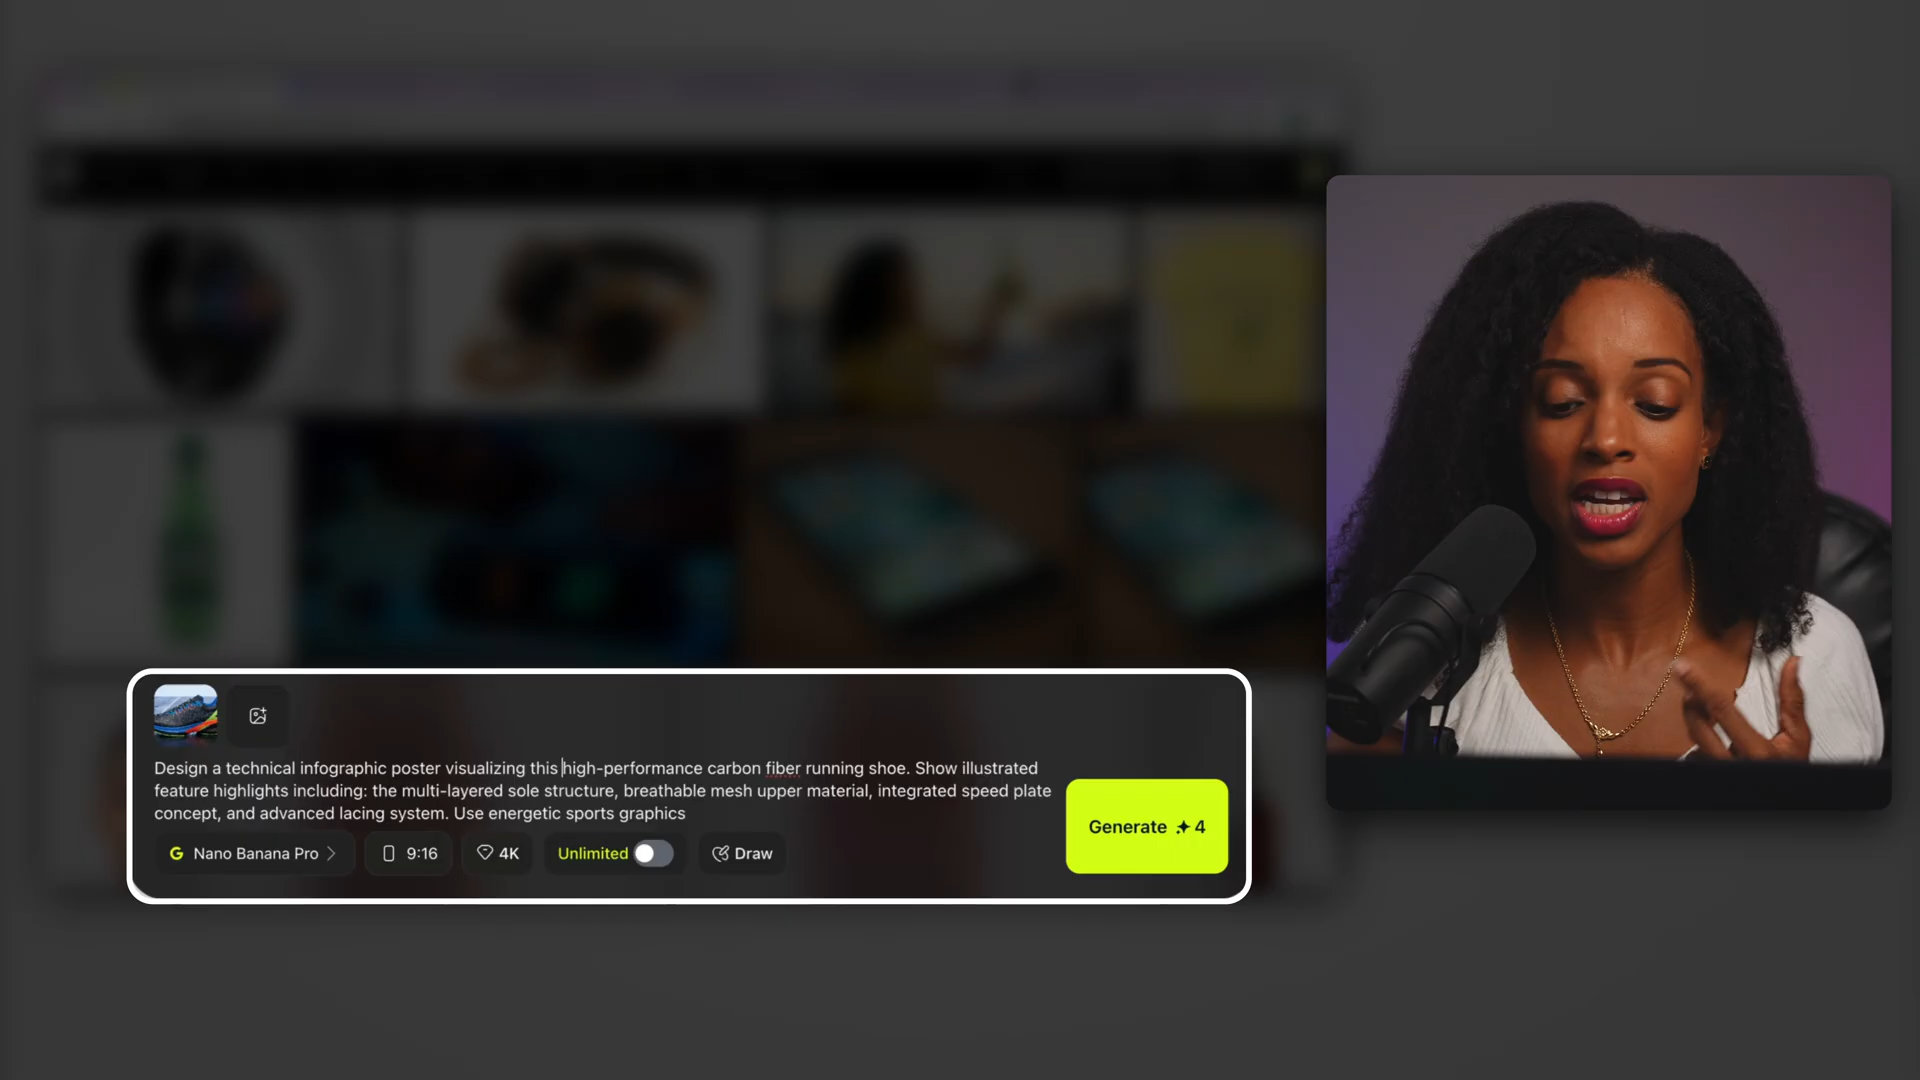 Design a technical infographic poster visualizing this high-performance carbon fiber running shoe. Show illustrated
feature highlights including: the multi-layered sole structure, breathable mesh upper material, integrated speed plate
concept, and advanced lacing system. Use energetic sports graphics
Generate 4
Nano Banana Pro
9:16
4K
Unlimited
Draw